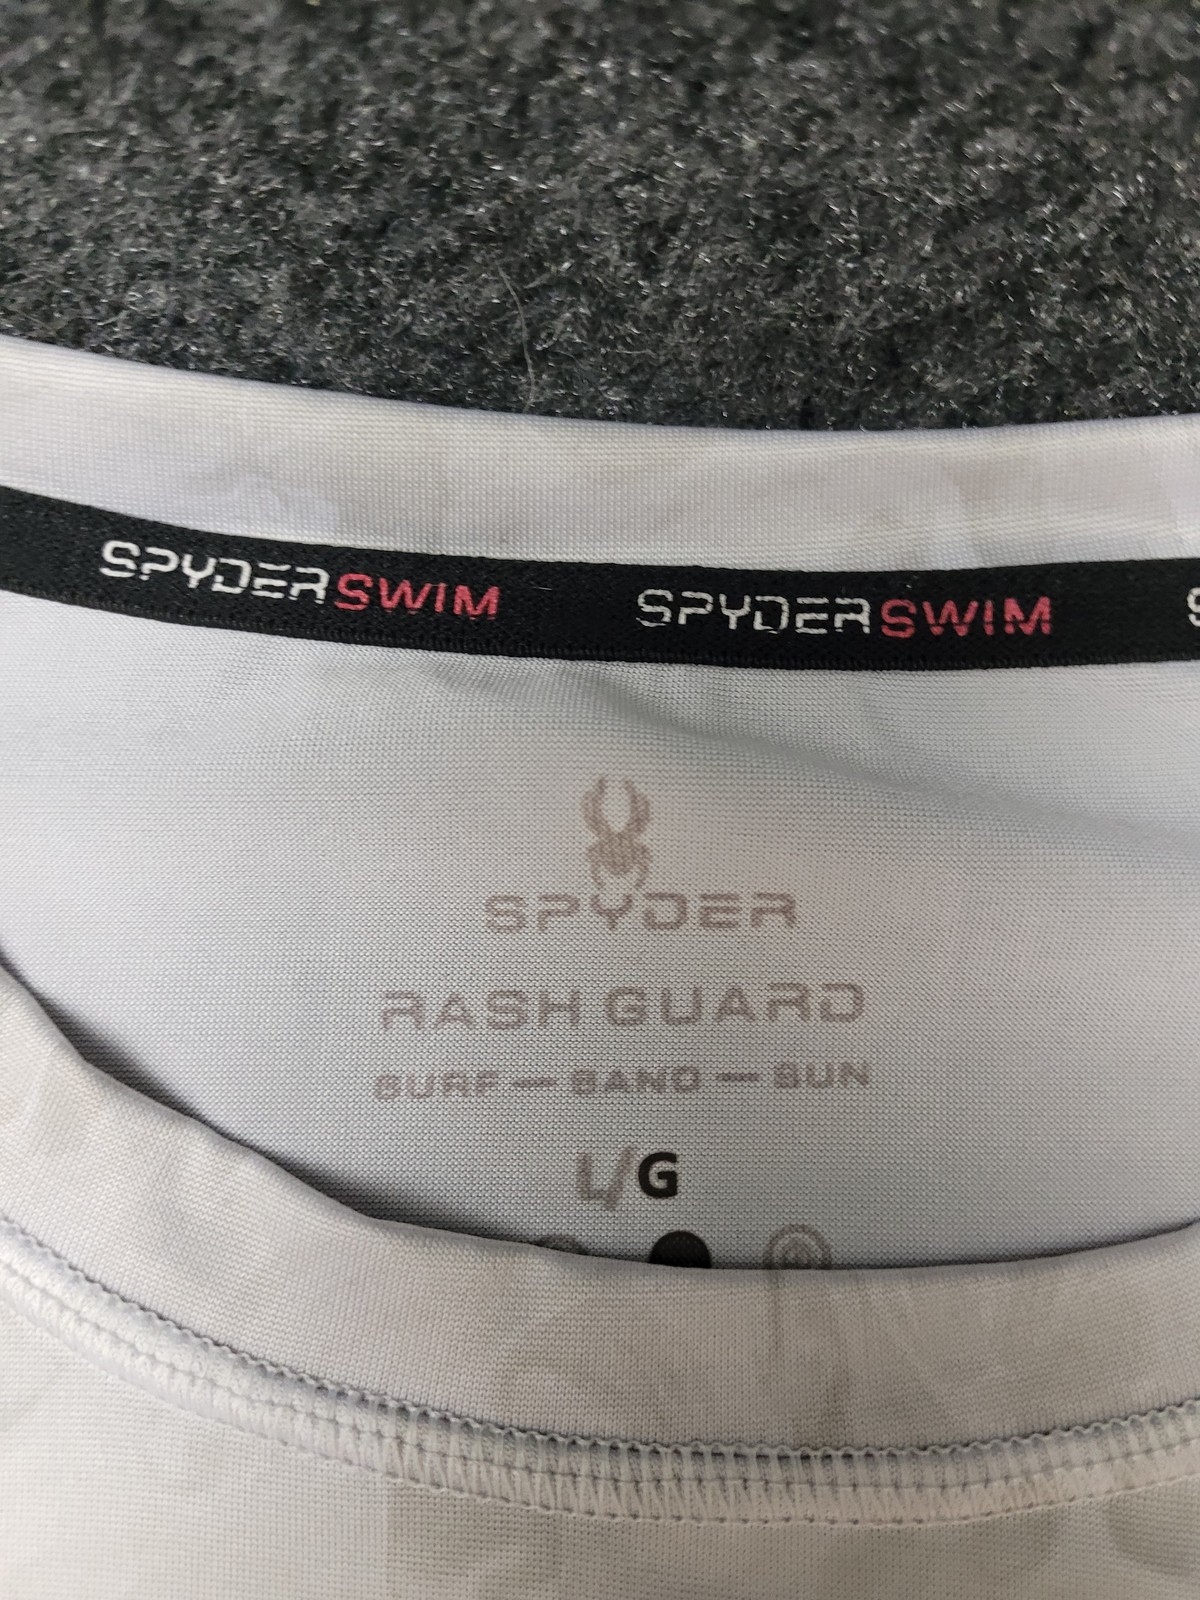 SPYDERSWIM SPYDERSWIM S
SPYDER
RASH GUARD
SURF — SAND — SUN
L/G